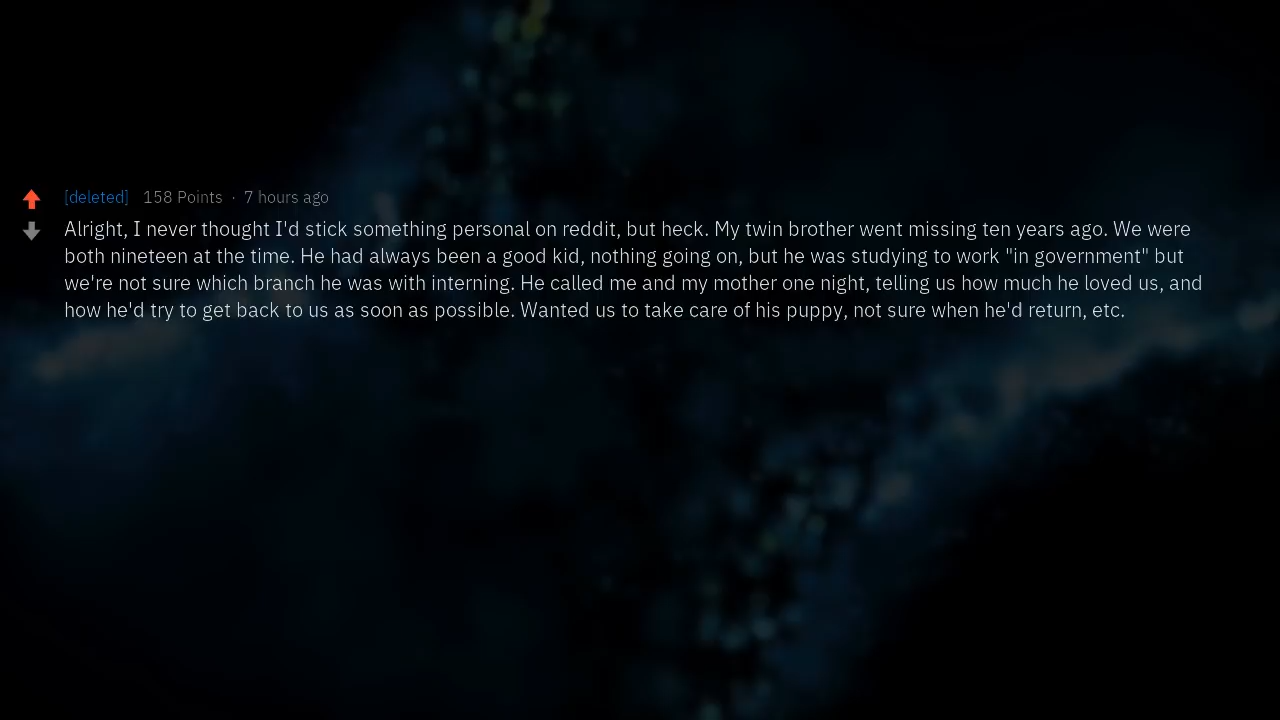 [deleted] 158 Points · 7 hours ago
Alright, I never thought I'd stick something personal on reddit, but heck. My twin brother went missing ten years ago. We were
both nineteen at the time. He had always been a good kid, nothing going on, but he was studying to work "in government" but
we're not sure which branch he was with interning. He called me and my mother one night, telling us how much he loved us, and
how he'd try to get back to us as soon as possible. Wanted us to take care of his puppy, not sure when he'd return, etc.